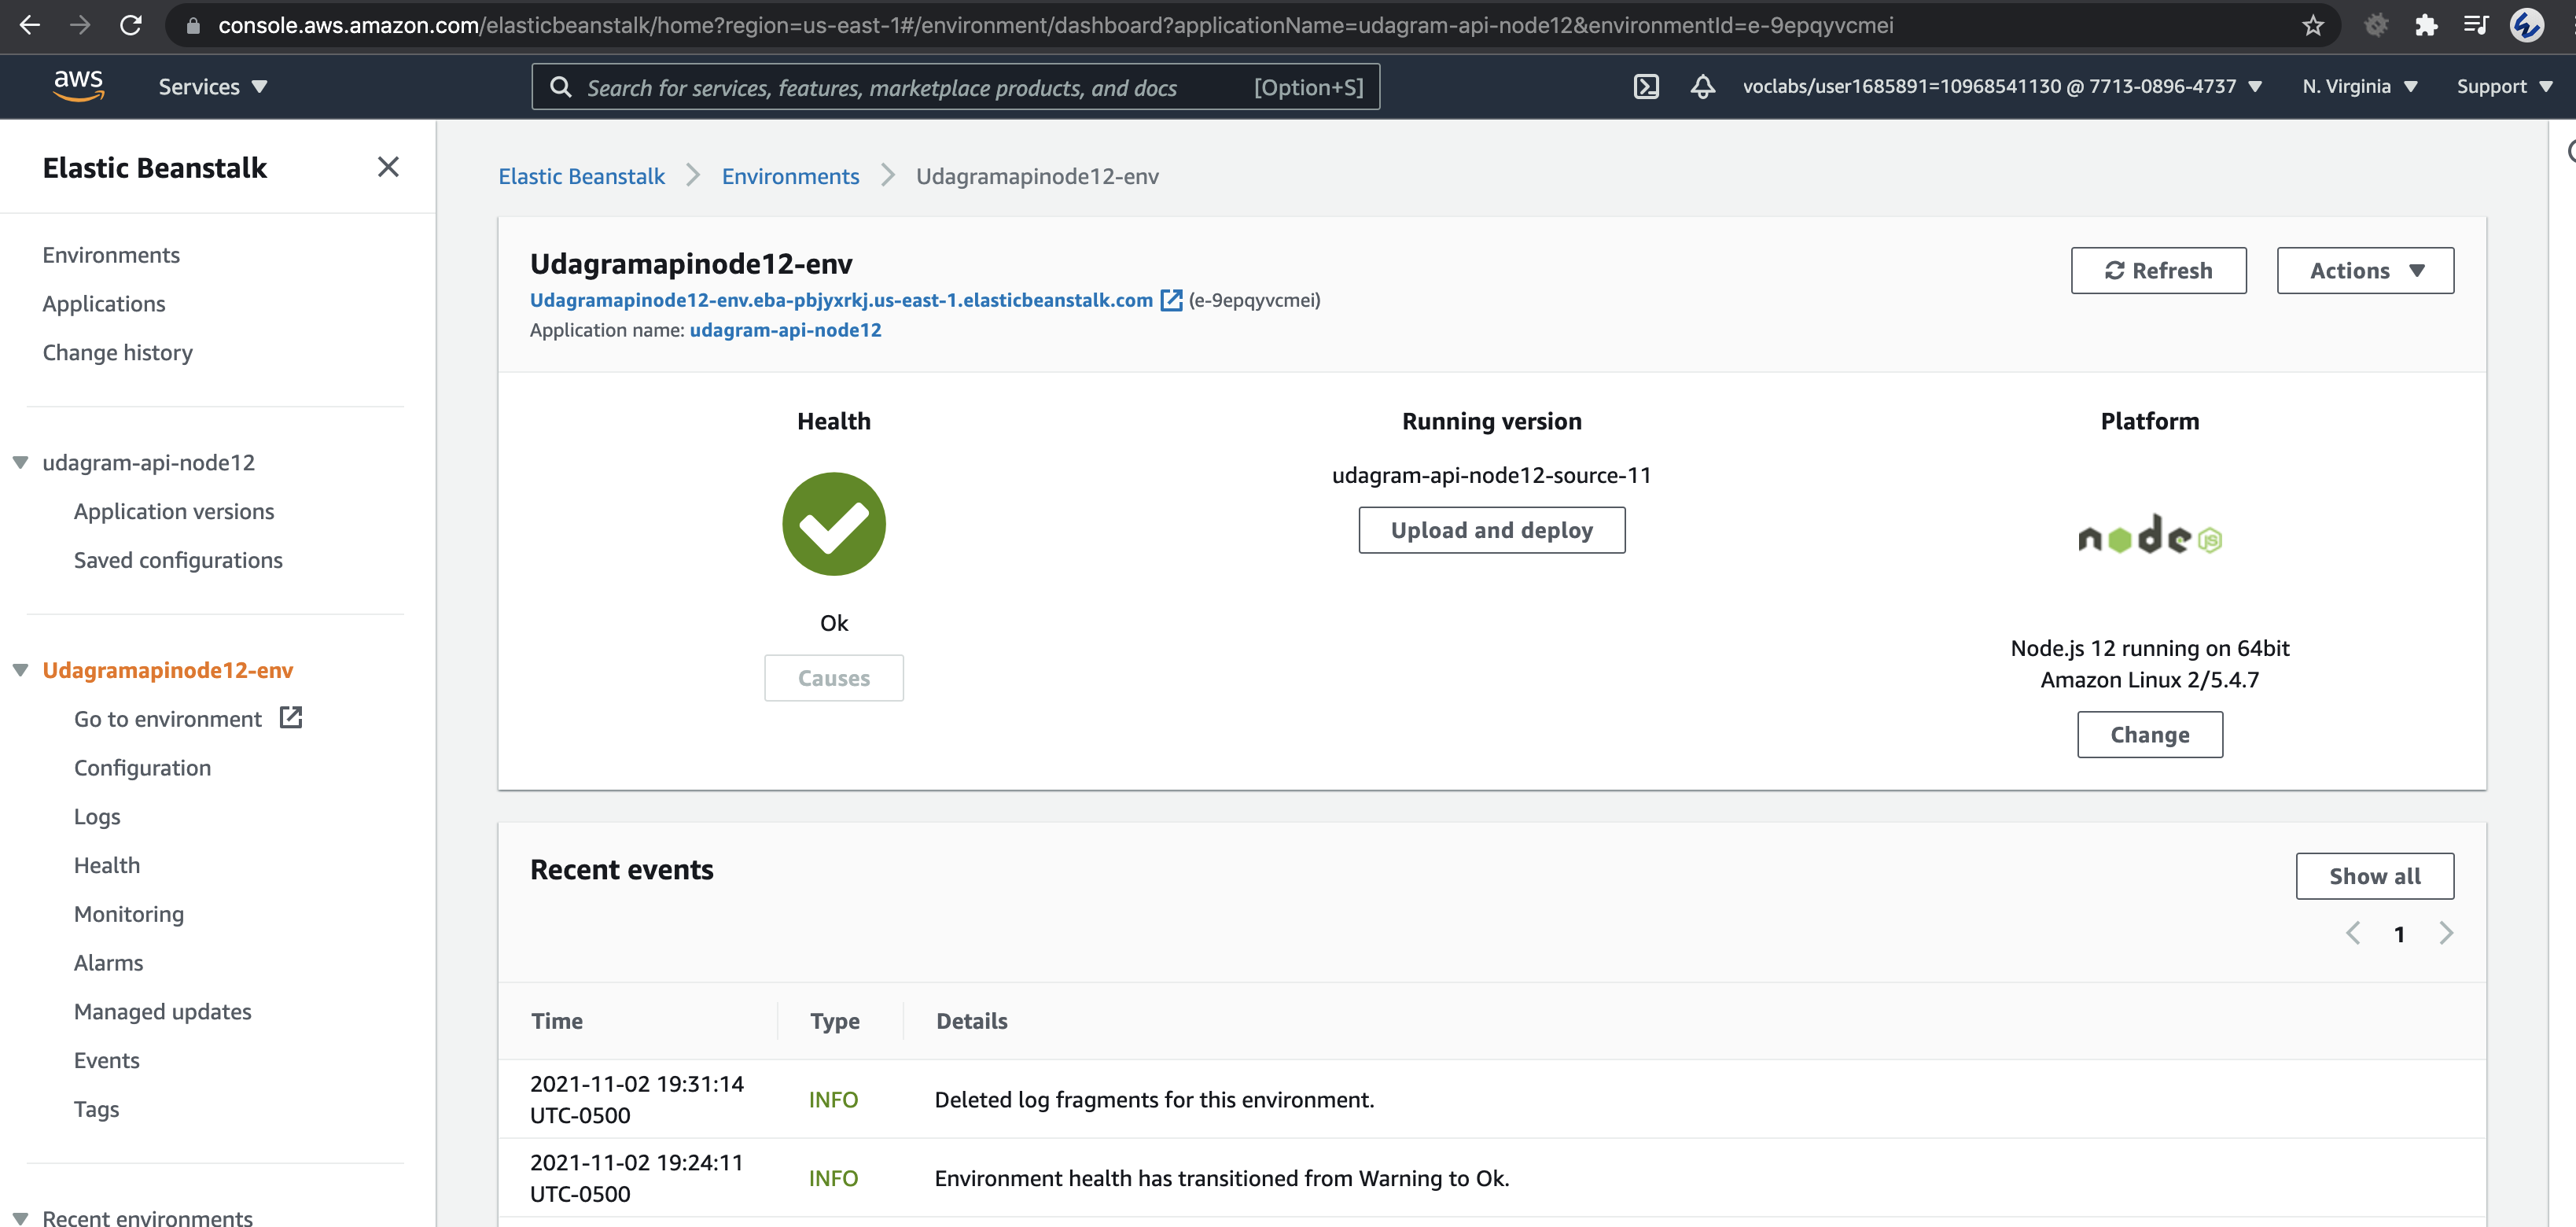 console.aws.amazon.com/elasticbeanstalk/home?region=us-east-1#/environment/dashboard?applicationName=udagram-api-node12&environmentId=e-9epqyvcmei
aws
Services
Search for services, features, marketplace products, and docs
[Option+S]
voclabs/user1685891=10968541130 @ 7713-0896-4737
N. Virginia
Support
Elastic Beanstalk
Environments
Applications
Change history
udagram-api-node12
Application versions
Saved configurations
Udagramapinode12-env
Go to environment
Configuration
Logs
Health
Monitoring
Alarms
Managed updates
Events
Tags
Recent environments
Elastic Beanstalk
Environments
Udagramapinode12-env
Udagramapinode12-env
Udagramapinode12-env.eba-pbjyxrkj.us-east-1.elasticbeanstalk.com (e-9epqyvcmei)
Application name: udagram-api-node12
Refresh
Actions
Health
Ok
Causes
Running version
udagram-api-node12-source-11
Upload and deploy
Platform
node JS
Node.js 12 running on 64bit
Amazon Linux 2/5.4.7
Change
Recent events
Show all
1
Time
Type
Details
2021-11-02 19:31:14
UTC-0500
INFO
Deleted log fragments for this environment.
2021-11-02 19:24:11
UTC-0500
INFO
Environment health has transitioned from Warning to Ok.